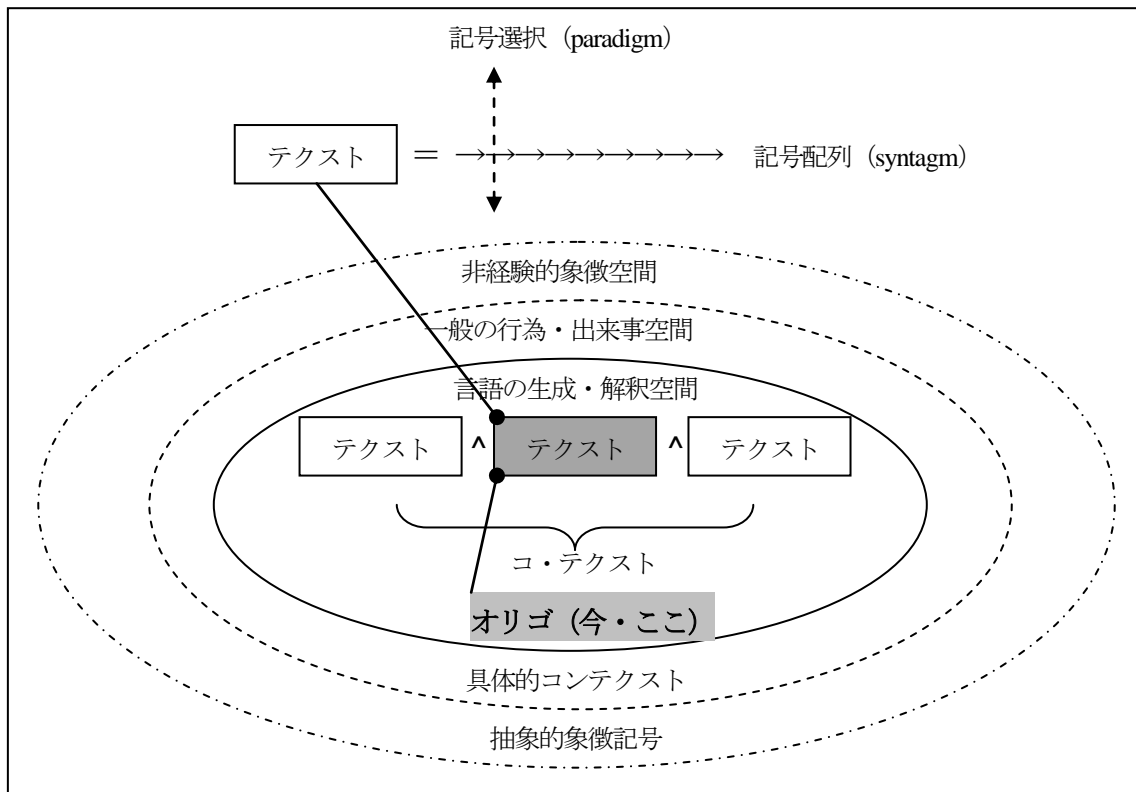 記号選択（paradigm）
テクスト ＝ →→→→→→→→→ 記号配列（syntagm）
非経験的象徴空間
一般の行為・出来事空間
言語の生成・解釈空間
テクスト ^ テクスト ^ テクスト
コ・テクスト
オリゴ（今・ここ）
具体的コンテクスト
抽象的象徴記号